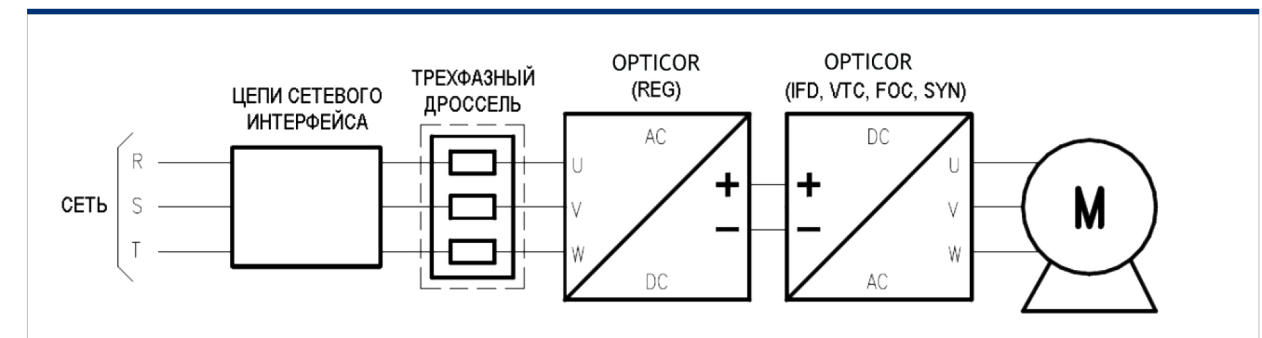 ЦЕПИ СЕТЕВОГО
ИНТЕРФЕЙСА
ТРЕХФАЗНЫЙ
ДРОССЕЛЬ
OPTICOR
(REG)
OPTICOR
(IFD, VTC, FOC, SYN)
СЕТЬ
R
S
T
U
V
W
AC
DC
+
−
+
−
DC
AC
U
V
W
M